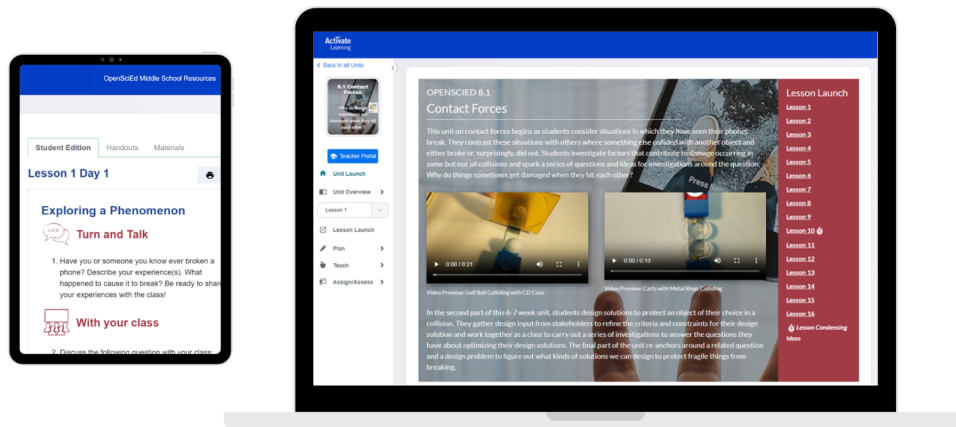 OpenSciEd Middle School Resources
Student Edition
Handouts
Materials
Lesson 1 Day 1
Exploring a Phenomenon
Turn and Talk
1. Have you or someone you know ever broken a
phone? Describe your experience(s). What
happened to cause it to break? Be ready to share
your experiences with the class!
With your class
2. Discuss the following question with your class:
Activate
Learning
Back to all Units
8.1 Contact
Forces
Teacher Portal
Unit Launch
Unit Overview
Lesson 1
Lesson Launch
Plan
Teach
Assign/Assess
OPENSCIED 8.1
Contact Forces
This unit on contact forces begins as students consider situations in which they have seen their phones
break. They contrast these situations with others where something else collided with another object and
either broke or, surprisingly, did not. Students investigate factors that contribute to damage occurring in
some but not all collisions and spark a series of questions and ideas for investigations around the question:
Why do things sometimes get damaged when they hit each other?
Press
0:00 / 0:21
0:00 / 0:13
Video Preview: Golf Ball Colliding with CD Case
Video Preview: Carts with Metal Rings Colliding
In the second part of this 6-7 week unit, students design solutions to protect an object of their choice in a
collision. They gather design input from stakeholders to refine the criteria and constraints for their design
solution and work together as a class to carry out a series of investigations to answer the questions they
have about optimizing their design solutions. The final part of the unit re-anchors around a related question
and a design problem to figure out what kinds of solutions we can design to protect fragile things from
breaking.
Lesson Launch
Lesson 1
Lesson 2
Lesson 3
Lesson 4
Lesson 5
Lesson 6
Lesson 7
Lesson 8
Lesson 9
Lesson 10
Lesson 11
Lesson 12
Lesson 13
Lesson 14
Lesson 15
Lesson 16
Lesson Condensing
Ideas